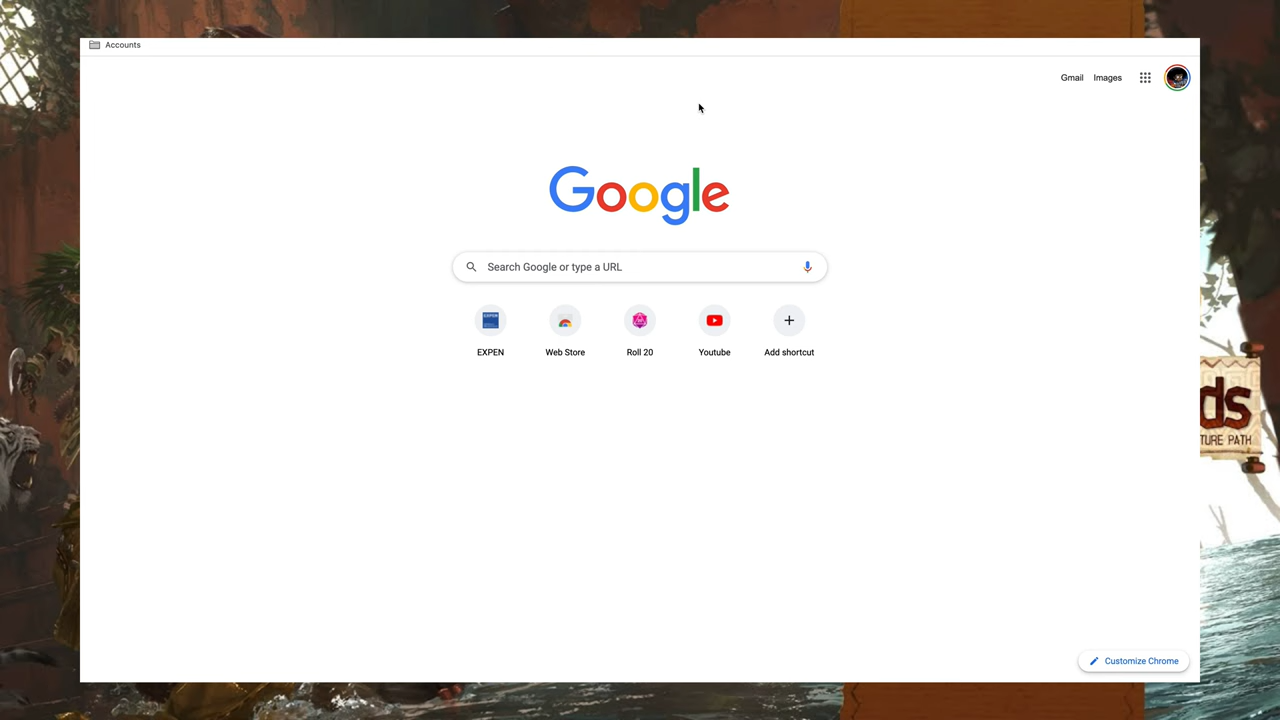 Accounts
Gmail Images
Google
Search Google or type a URL
EXPEN
EXPEN Web Store Roll 20 Youtube Add shortcut
ds
TURE PATH
Customize Chrome